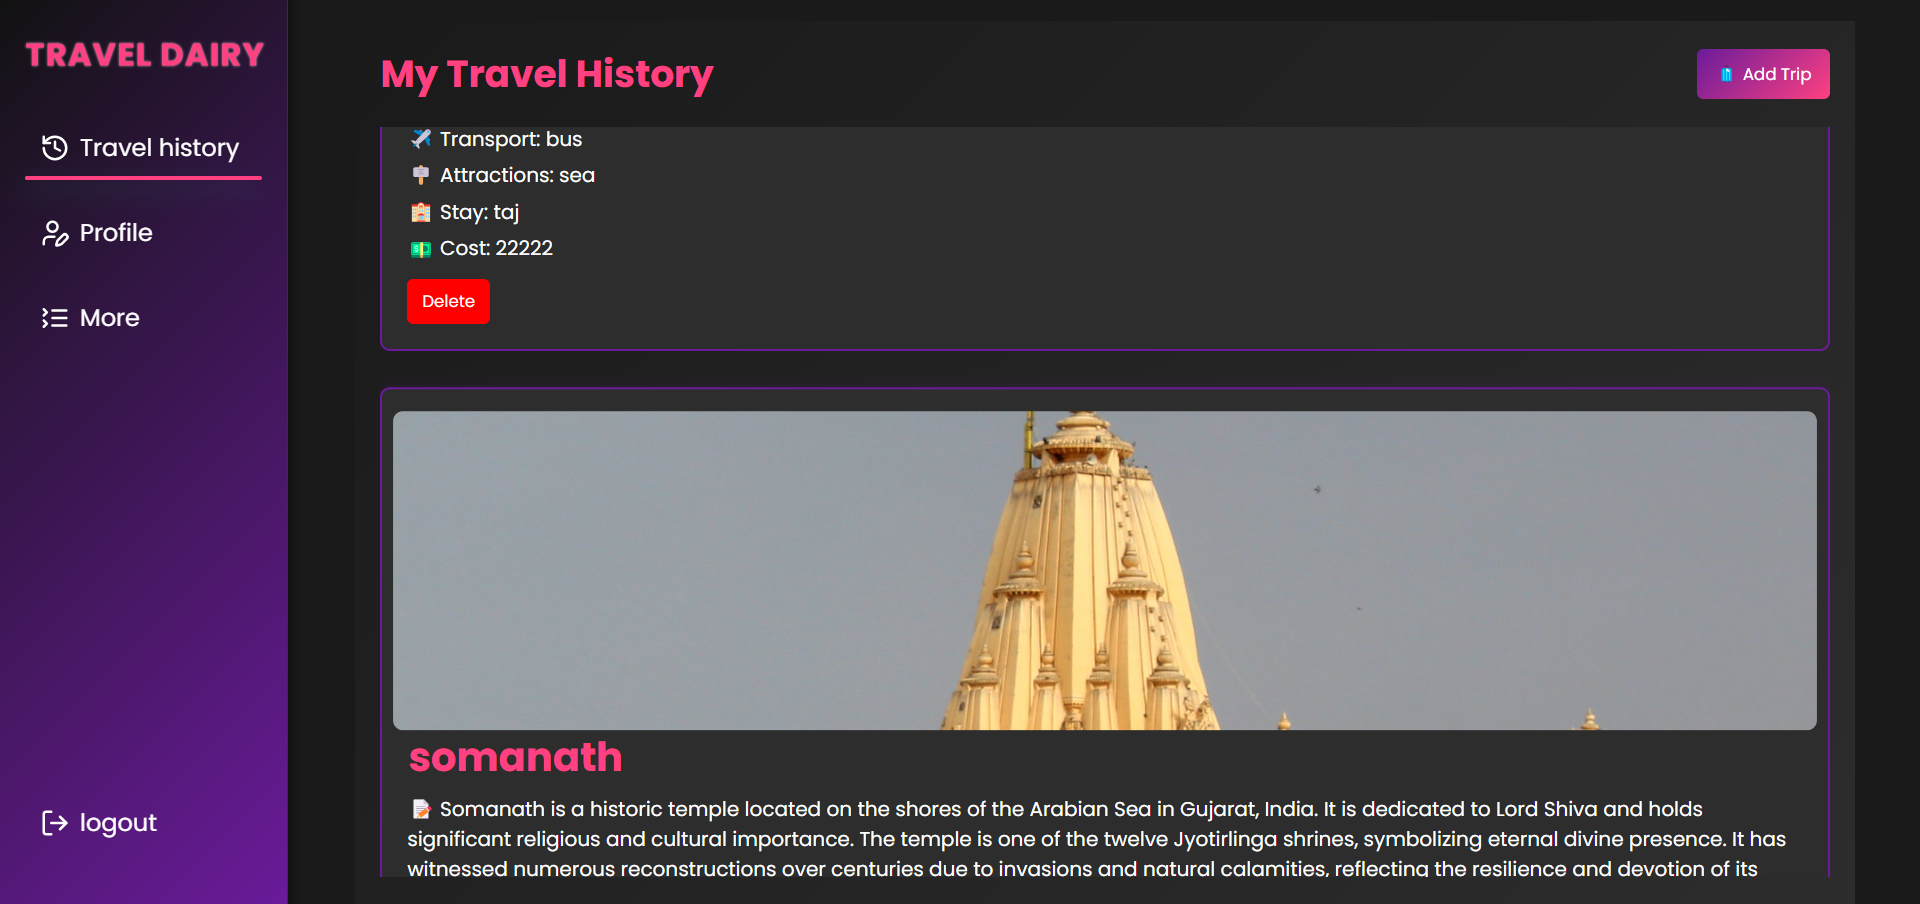 TRAVEL DAIRY
Travel history
Profile
More
logout
My Travel History
Add Trip
Transport: bus
Attractions: sea
Stay: taj
Cost: 22222
Delete
somanath
Somanath is a historic temple located on the shores of the Arabian Sea in Gujarat, India. It is dedicated to Lord Shiva and holds
significant religious and cultural importance. The temple is one of the twelve Jyotirlinga shrines, symbolizing eternal divine presence. It has
witnessed numerous reconstructions over centuries due to invasions and natural calamities, reflecting the resilience and devotion of its